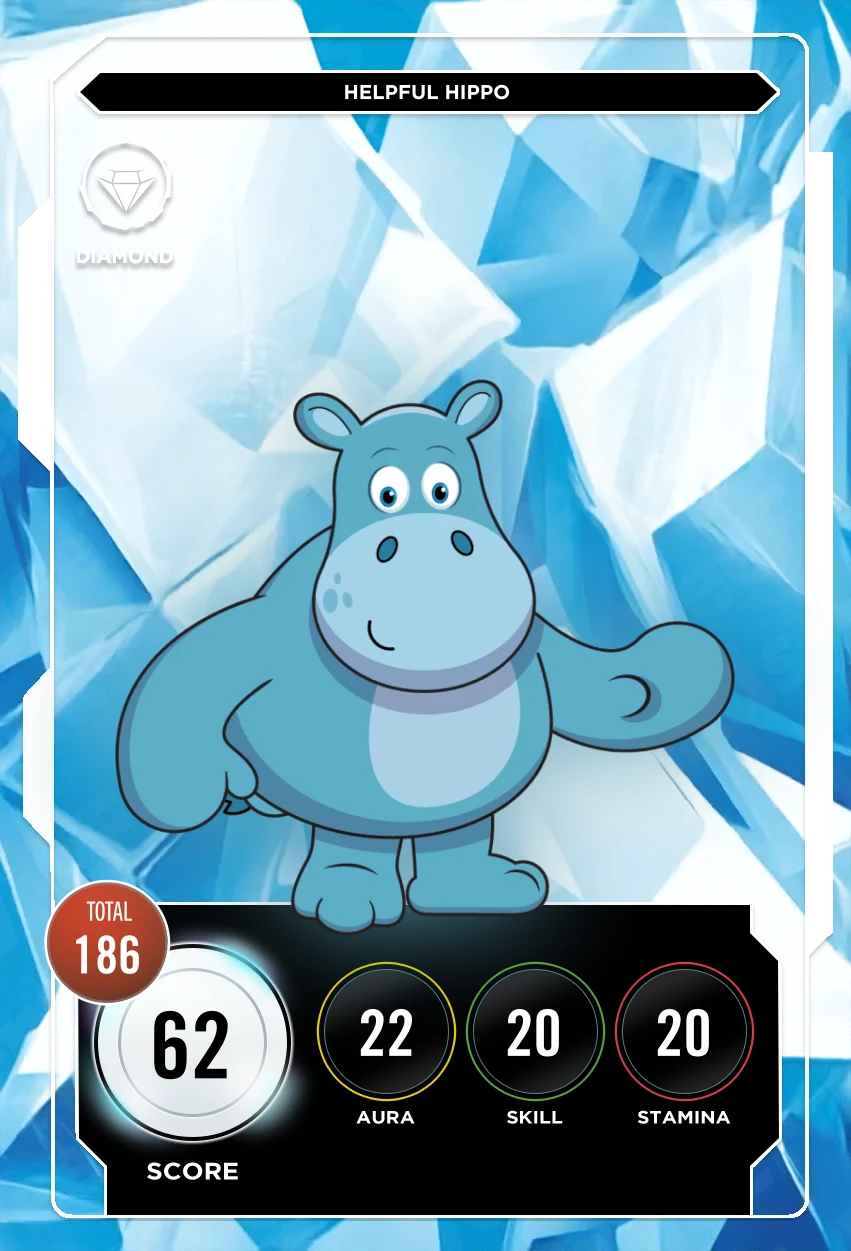 HELPFUL HIPPO
DIAMOND
TOTAL
186
62
SCORE
22
AURA
20
SKILL
20
STAMINA